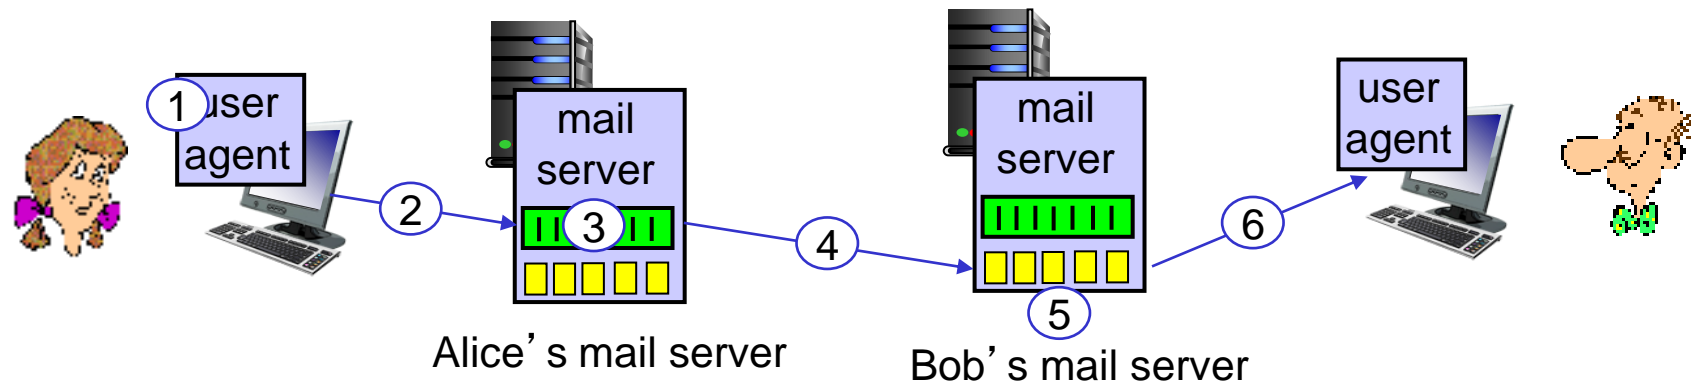 1
user
agent
2
mail
server
3
4
mail
server
5
6
user
agent
Alice’s mail server
Bob’s mail server